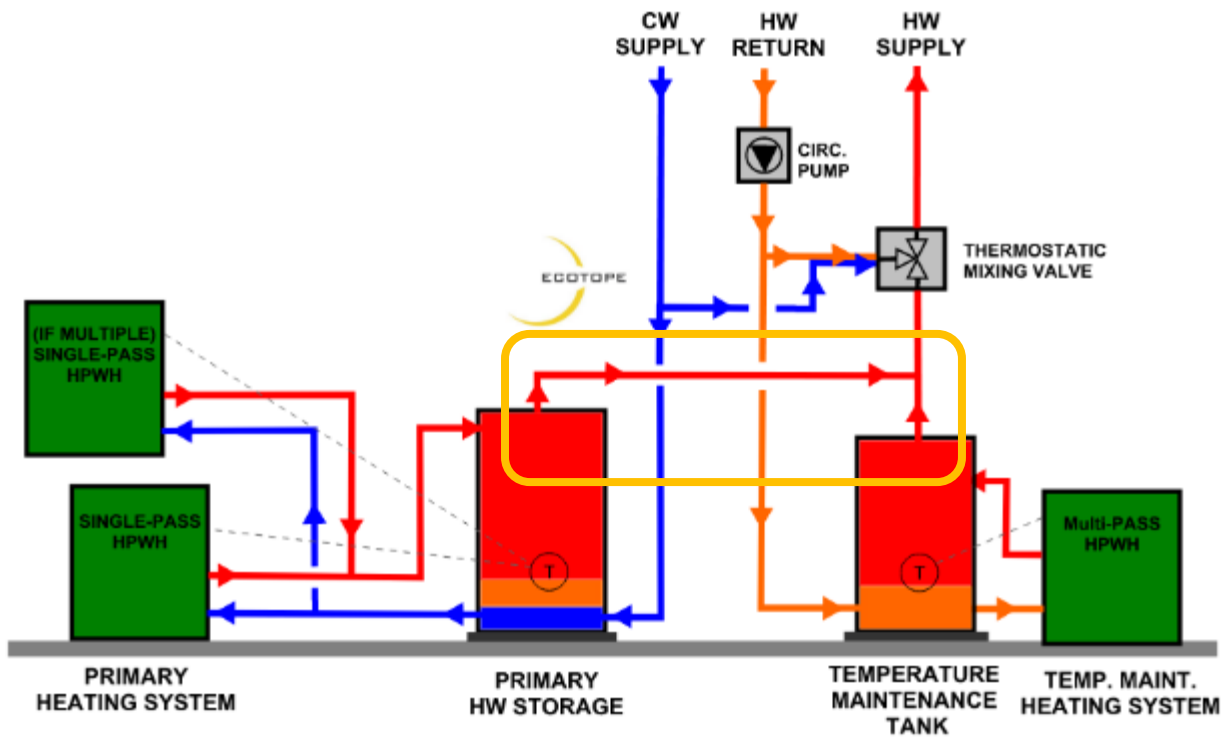 CW
SUPPLY
HW
RETURN
HW
SUPPLY
CIRC.
PUMP
THERMOSTATIC
MIXING VALVE
ECOTOPE
(IF MULTIPLE)
SINGLE-PASS
HPWH
SINGLE-PASS
HPWH
T
T
Multi-PASS
HPWH
PRIMARY
HEATING SYSTEM
PRIMARY
HW STORAGE
TEMPERATURE
MAINTENANCE
TANK
TEMP. MAINT.
HEATING SYSTEM